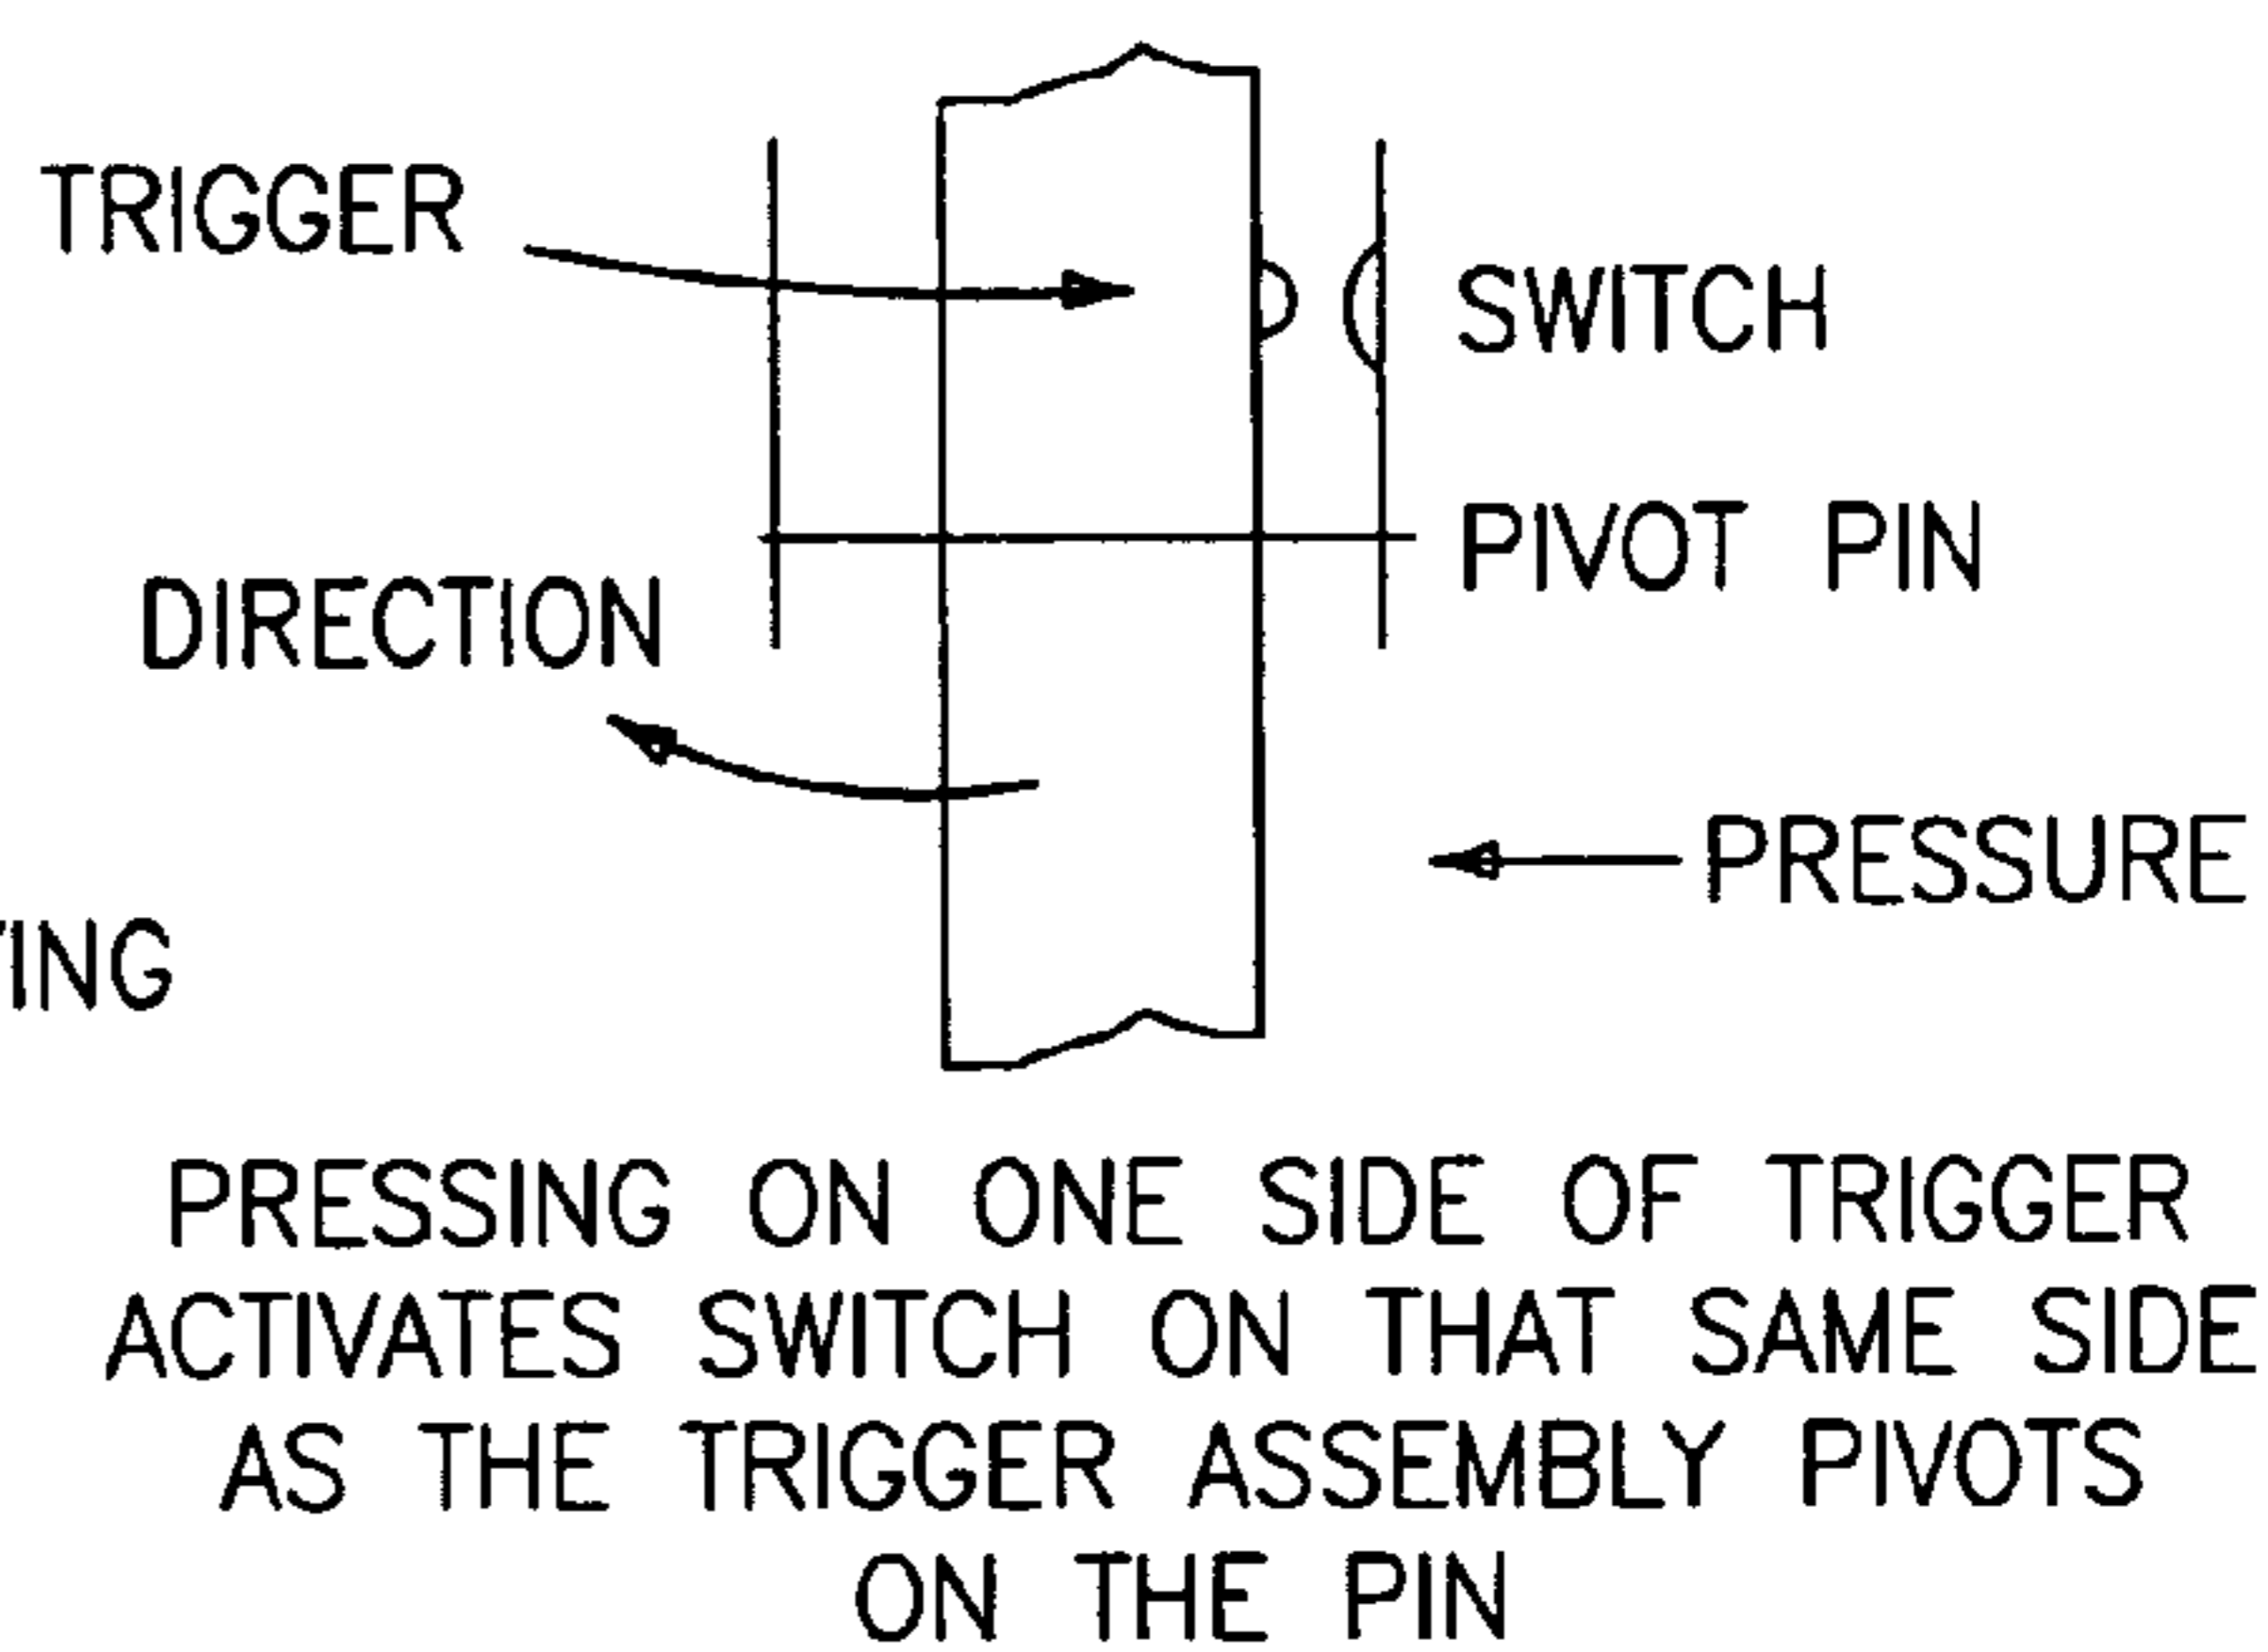 TRIGGER
SWITCH
PIVOT PIN
DIRECTION
PRESSURE
TING
PRESSING ON ONE SIDE OF TRIGGER
ACTIVATES SWITCH ON THAT SAME SIDE
AS THE TRIGGER ASSEMBLY PIVOTS
ON THE PIN